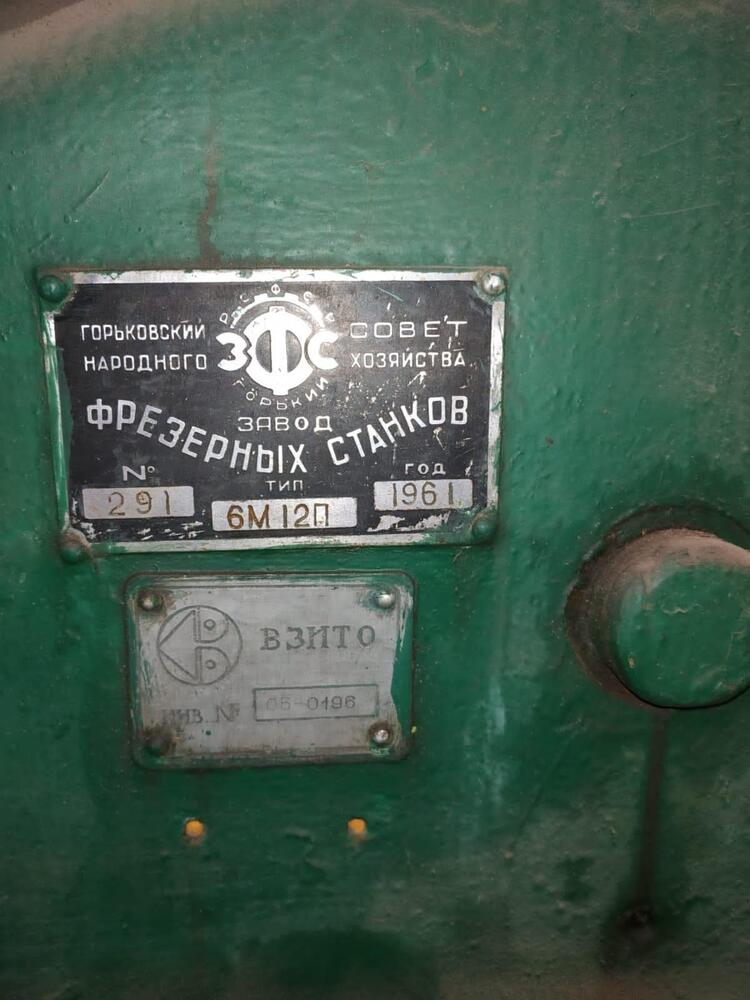 РСФСР
ГОРЬКОВСКИЙ ЗФС СОВЕТ
НАРОДНОГО ХОЗЯЙСТВА
ГОРЬКИЙ
ЗАВОД
ФРЕЗЕРНЫХ СТАНКОВ
№ ТИП ГОД
291 6М12П 1961
ВЗИТО
ИНВ. № 05-0196